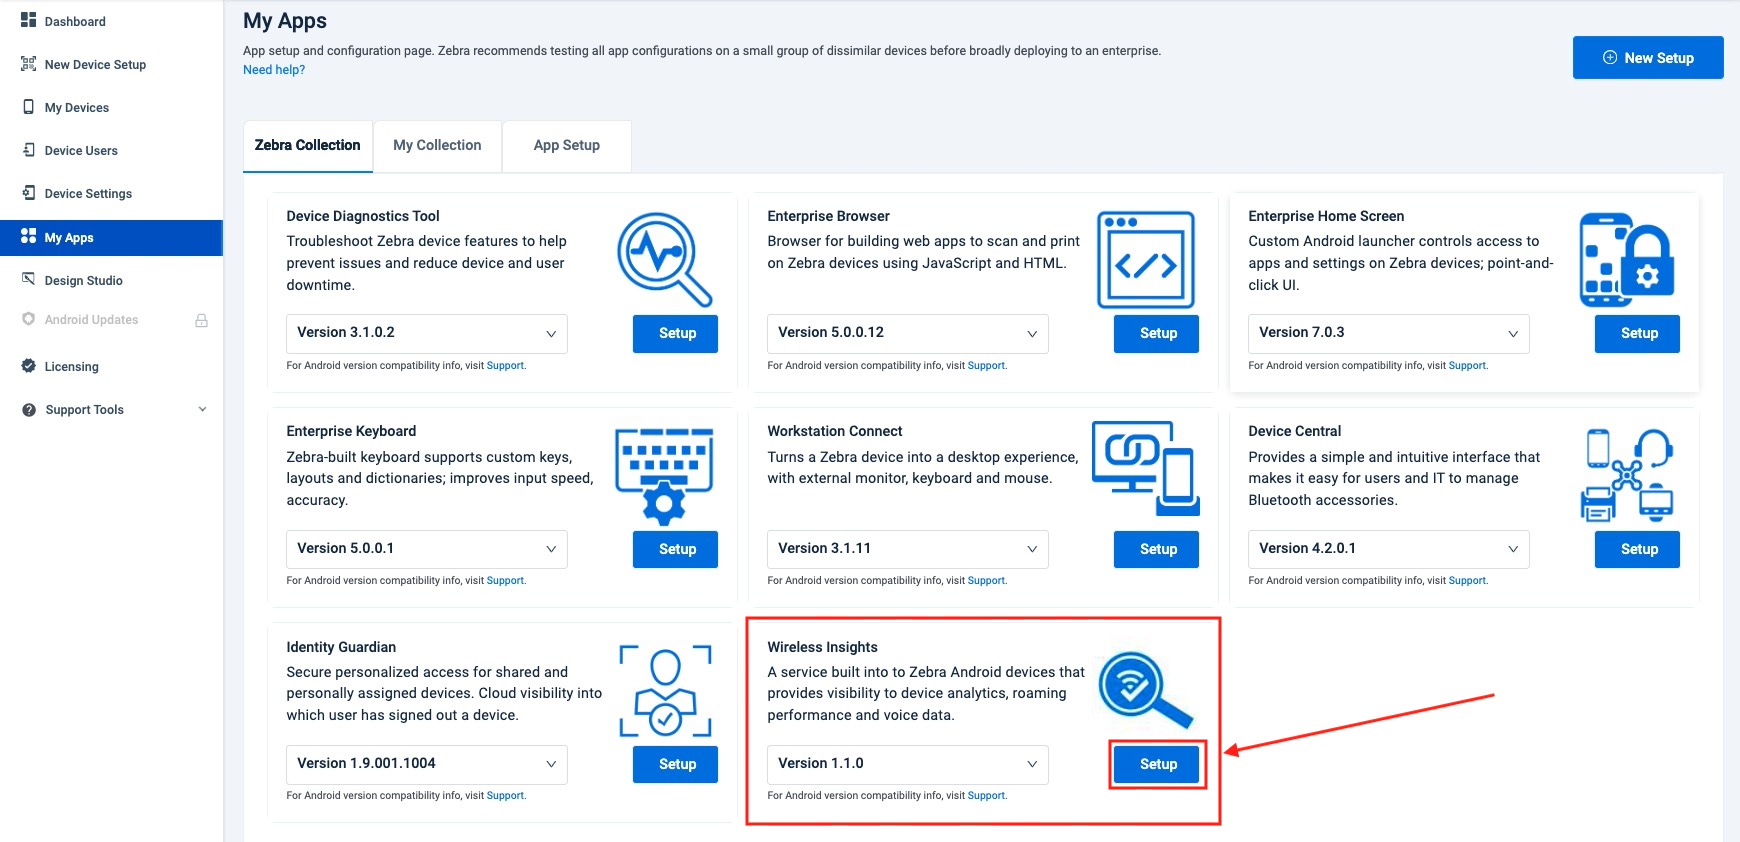 Dashboard
New Device Setup
My Devices
Device Users
Device Settings
My Apps
Design Studio
Android Updates
Licensing
Support Tools
My Apps
App setup and configuration page. Zebra recommends testing all app configurations on a small group of dissimilar devices before broadly deploying to an enterprise.
Need help?
New Setup
Zebra Collection
My Collection
App Setup
Device Diagnostics Tool
Troubleshoot Zebra device features to help
prevent issues and reduce device and user
downtime.
Version 3.1.0.2
Setup
For Android version compatibility info, visit Support.
Enterprise Browser
Browser for building web apps to scan and print
on Zebra devices using JavaScript and HTML.
Version 5.0.0.12
Setup
For Android version compatibility info, visit Support.
Enterprise Home Screen
Custom Android launcher controls access to
apps and settings on Zebra devices; point-and-
click UI.
Version 7.0.3
Setup
For Android version compatibility info, visit Support.
Enterprise Keyboard
Zebra-built keyboard supports custom keys,
layouts and dictionaries; improves input speed,
accuracy.
Version 5.0.0.1
Setup
For Android version compatibility info, visit Support.
Workstation Connect
Turns a Zebra device into a desktop experience,
with external monitor, keyboard and mouse.
Version 3.1.11
Setup
For Android version compatibility info, visit Support.
Device Central
Provides a simple and intuitive interface that
makes it easy for users and IT to manage
Bluetooth accessories.
Version 4.2.0.1
Setup
For Android version compatibility info, visit Support.
Identity Guardian
Secure personalized access for shared and
personally assigned devices. Cloud visibility into
which user has signed out a device.
Version 1.9.001.1004
Setup
For Android version compatibility info, visit Support.
Wireless Insights
A service built into to Zebra Android devices that
provides visibility to device analytics, roaming
performance and voice data.
Version 1.1.0
Setup
For Android version compatibility info, visit Support.